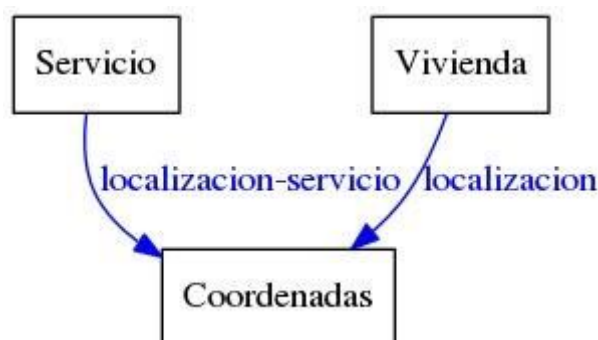 Servicio
Vivienda
localizacion-servicio
localizacion
Coordenadas